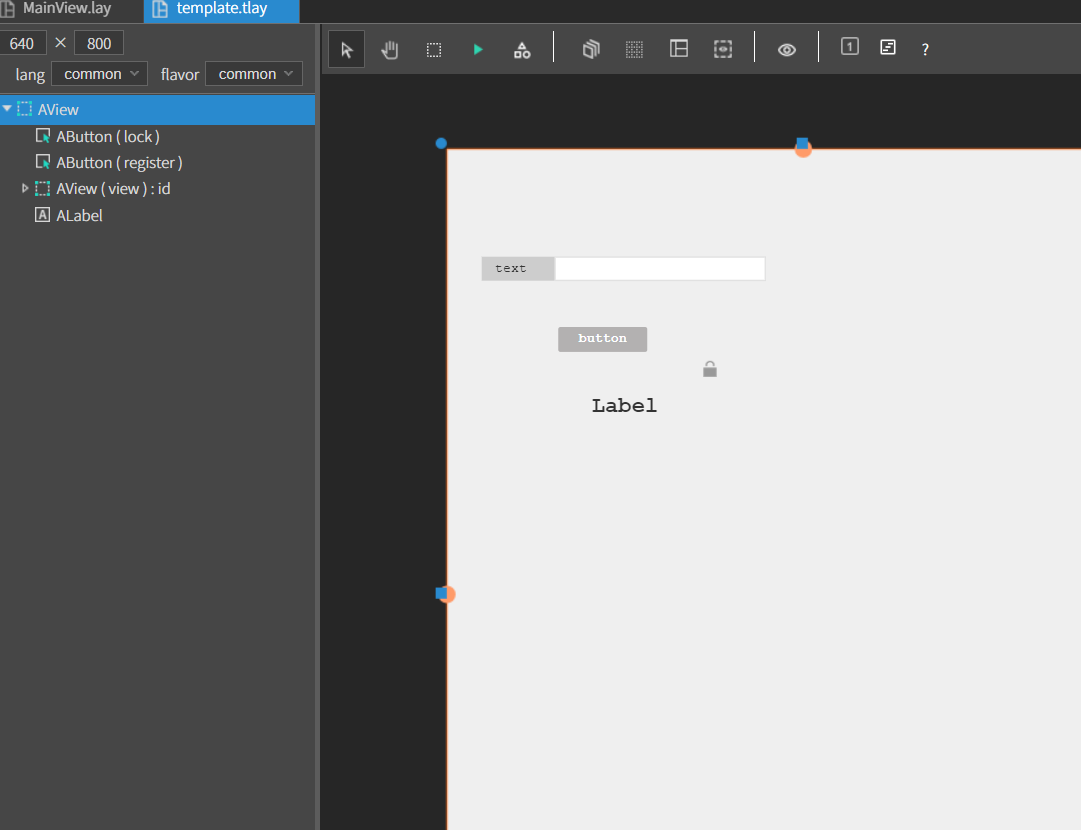 MainView.lay
template.tlay
640 × 800
lang common flavor common
AView
AButton ( lock )
AButton ( register )
AView ( view ) : id
ALabel
1
?
text
button
Label